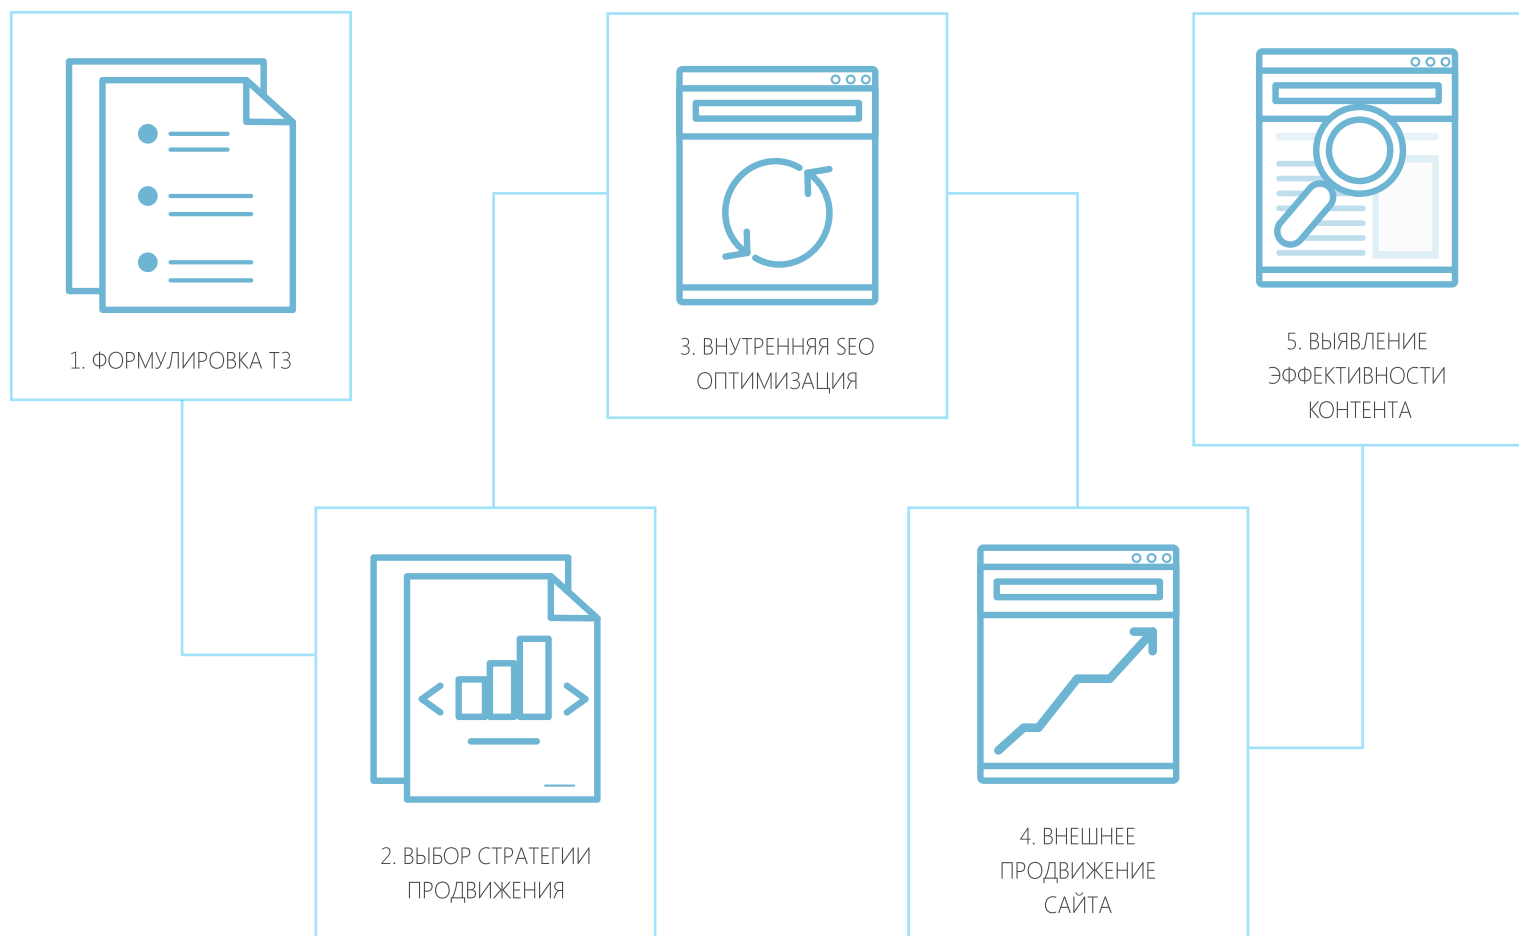 1. ФОРМУЛИРОВКА ТЗ
2. ВЫБОР СТРАТЕГИИ
ПРОДВИЖЕНИЯ
3. ВНУТРЕННЯЯ SEO
ОПТИМИЗАЦИЯ
4. ВНЕШНЕЕ
ПРОДВИЖЕНИЕ
САЙТА
5. ВЫЯВЛЕНИЕ
ЭФФЕКТИВНОСТИ
КОНТЕНТА